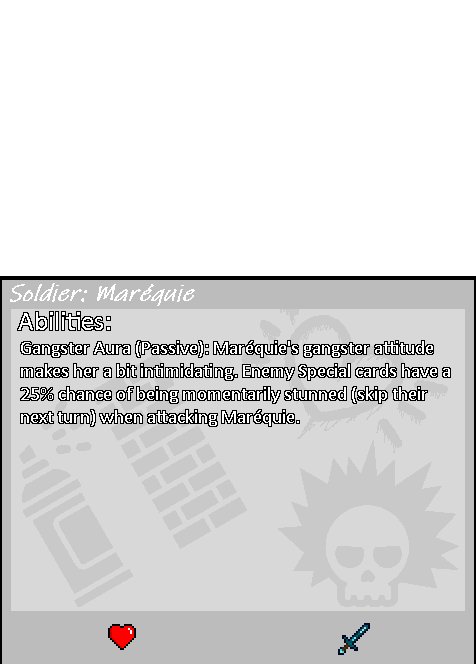 Soldier: Maréquie
Abilities:
Gangster Aura (Passive): Maréquie's gangster attitude
makes her a bit intimidating. Enemy Special cards have a
25% chance of being momentarily stunned (skip their
next turn) when attacking Maréquie.